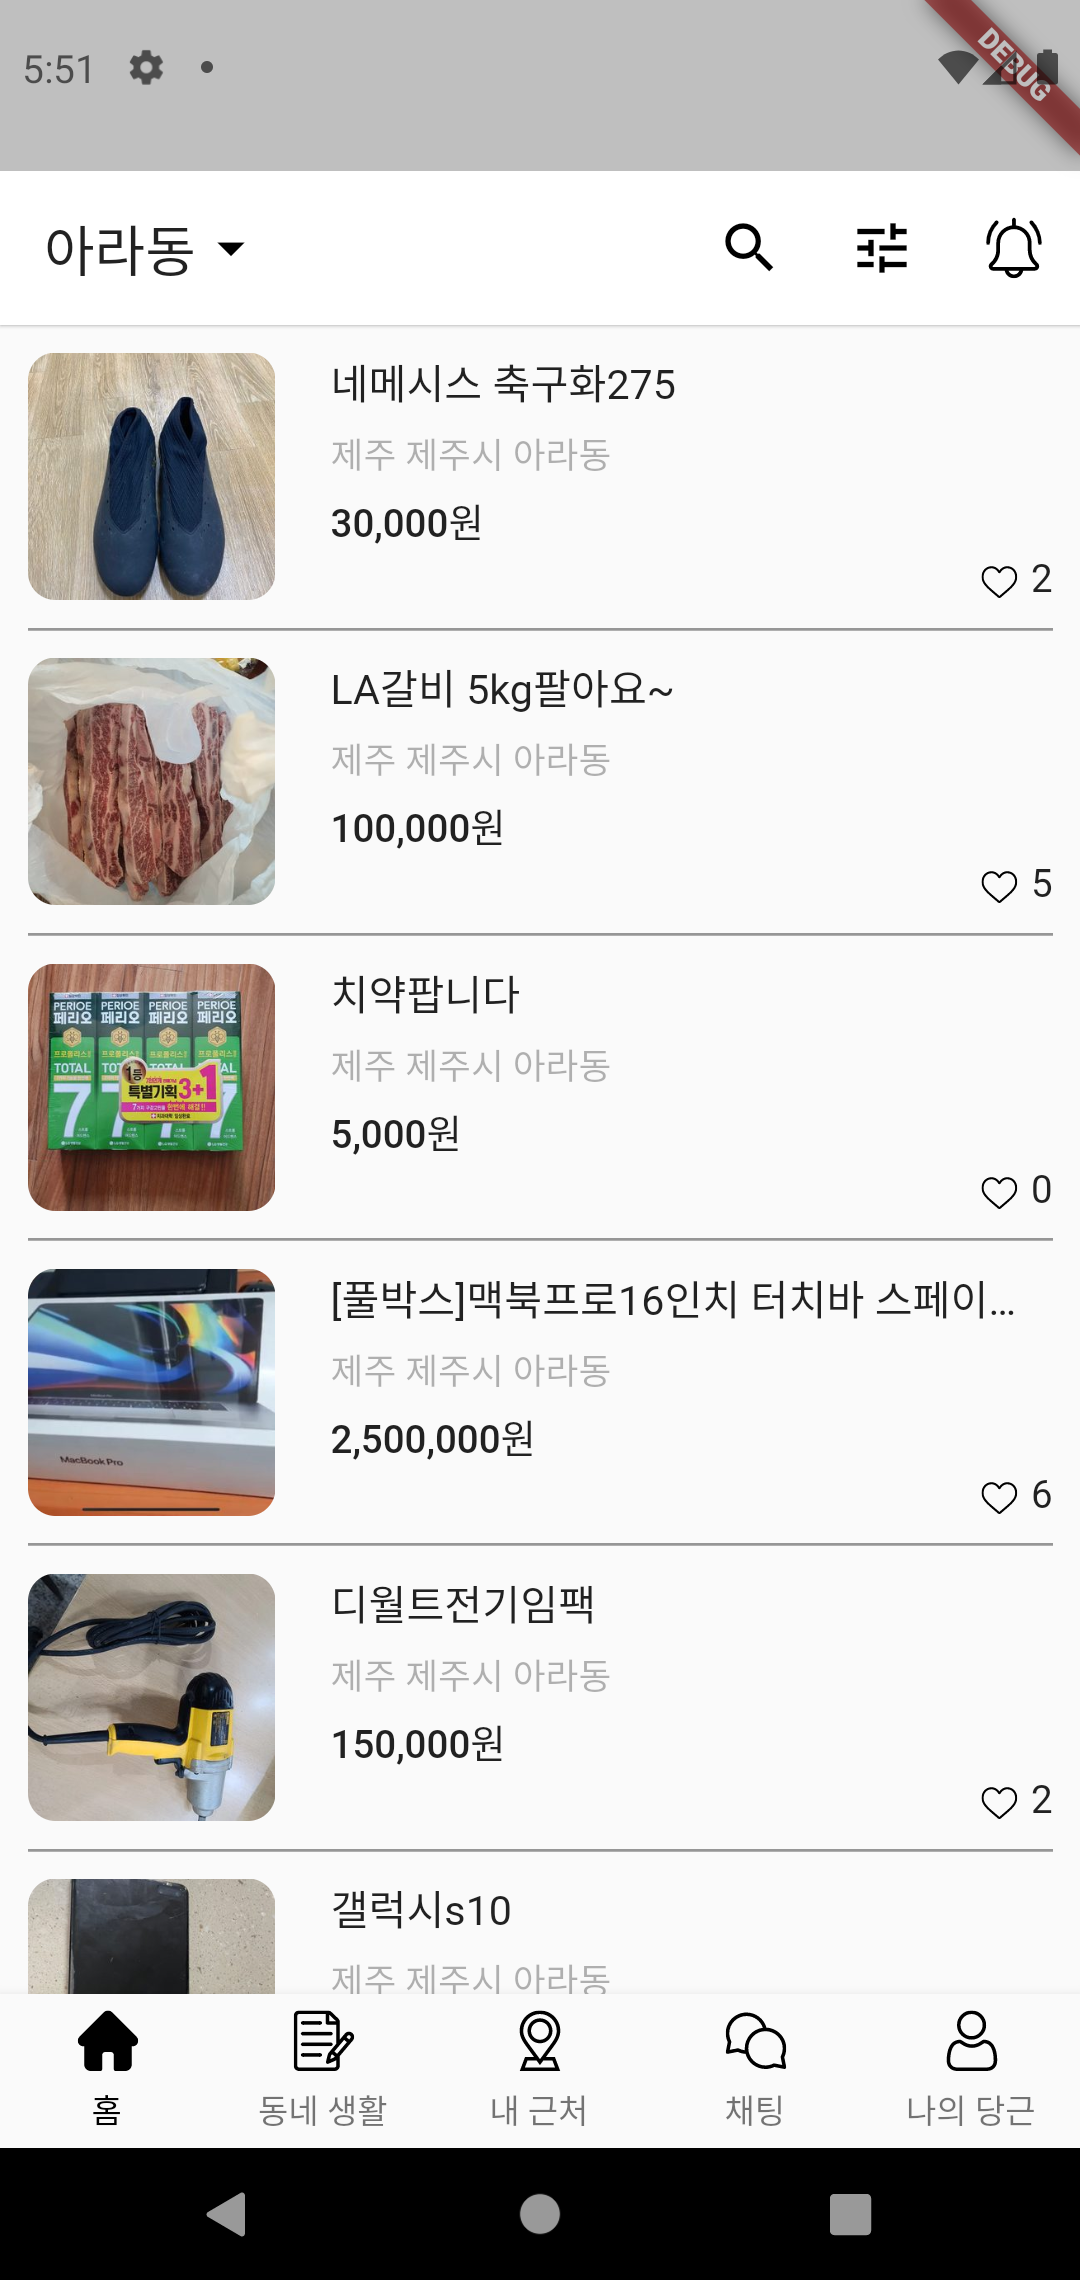 5:51
DEBUG
아라동
네메시스 축구화275
제주 제주시 아라동
30,000원
2
LA갈비 5kg팔아요~
제주 제주시 아라동
100,000원
5
PERIOE PERIOE PERIOE PERIOE
페리오 페리오 페리오 페리오
TOTAL
7
1등
특별기획 3+1
치약팝니다
제주 제주시 아라동
5,000원
0
MacBook Pro
[풀박스]맥북프로16인치 터치바 스페이...
제주 제주시 아라동
2,500,000원
6
디월트전기임팩
제주 제주시 아라동
150,000원
2
갤럭시s10
제주 제주시 아라동
홈
동네 생활
내 근처
채팅
나의 당근